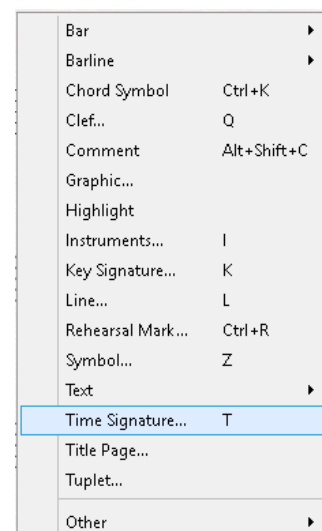 Bar
Barline
Chord Symbol Ctrl+K
Clef... Q
Comment Alt+Shift+C
Graphic...
Highlight
Instruments... I
Key Signature... K
Line... L
Rehearsal Mark... Ctrl+R
Symbol... Z
Text
Time Signature... T
Title Page...
Tuplet...
Other